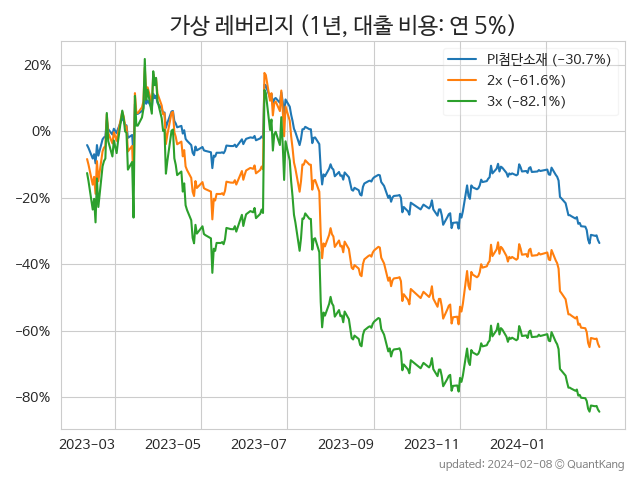 가상 레버리지 (1년, 대출 비용: 연 5%)
PI첨단소재 (−30.7%)
2x (−61.6%)
3x (−82.1%)
20%
0%
−20%
−40%
−60%
−80%
2023-03 2023-05 2023-07 2023-09 2023-11 2024-01
updated: 2024-02-08 © QuantKang